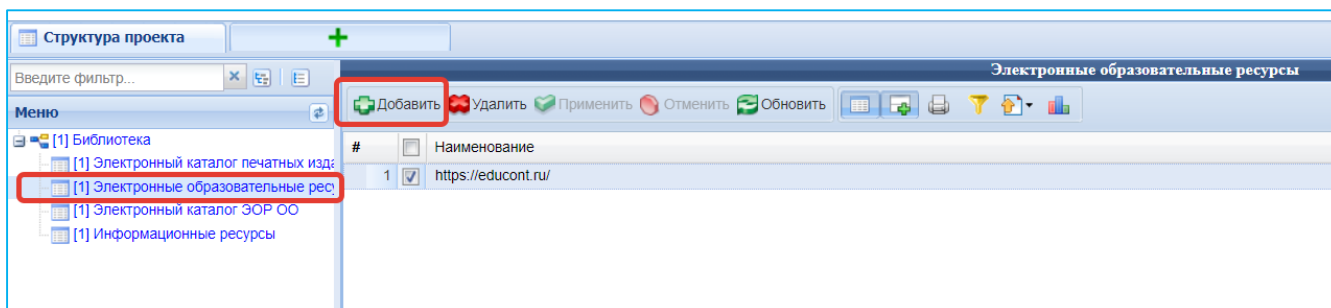 Структура проекта
Введите фильтр...
Электронные образовательные ресурсы
Меню
Добавить Удалить Применить Отменить Обновить
[1] Библиотека
[1] Электронный каталог печатных изда
[1] Электронные образовательные ресу
[1] Электронный каталог ЭОР ОО
[1] Информационные ресурсы
# Наименование
1 https://educont.ru/